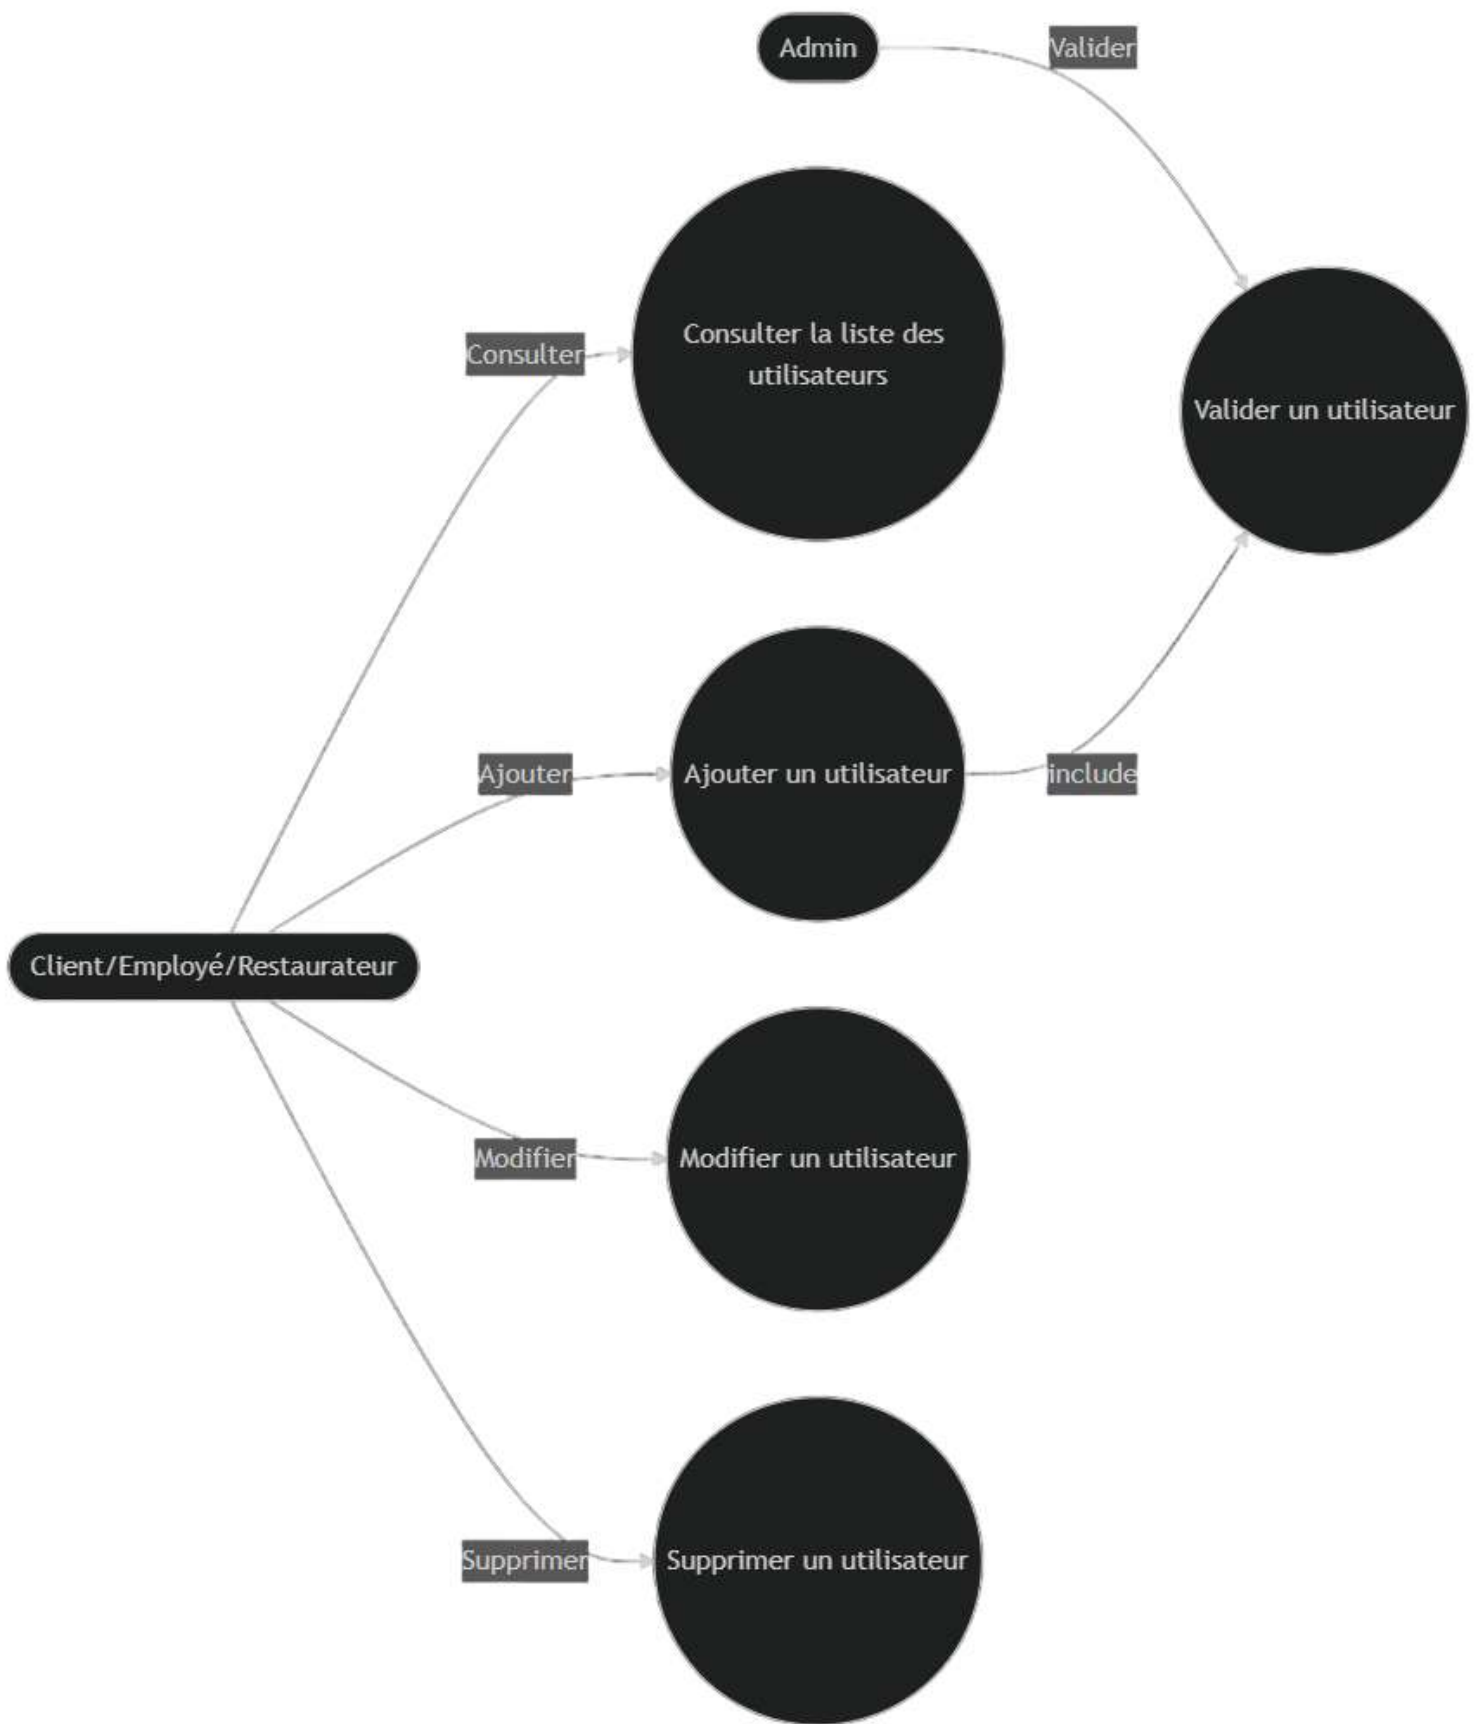 Admin
Valider
Consulter
Consulter la liste des
utilisateurs
Valider un utilisateur
Ajouter
Ajouter un utilisateur
include
Client/Employé/Restaurateur
Modifier
Modifier un utilisateur
Supprimer
Supprimer un utilisateur